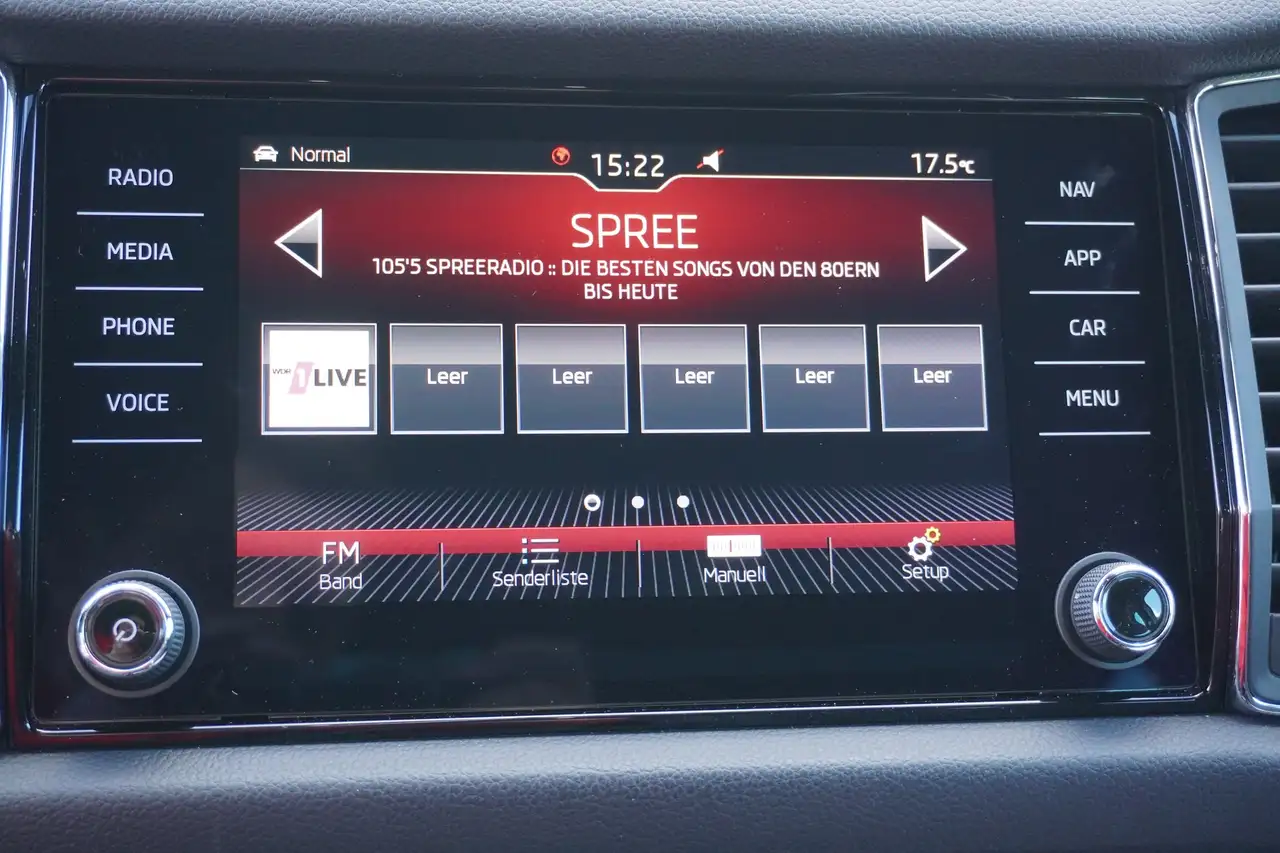 RADIO
MEDIA
PHONE
VOICE
Normal
15:22
17.5°C
SPREE
105'5 SPREERADIO :: DIE BESTEN SONGS VON DEN 80ERN
BIS HEUTE
WDR 1LIVE
Leer
Leer
Leer
Leer
Leer
FM
Band
Senderliste
Manuell
Setup
NAV
APP
CAR
MENU